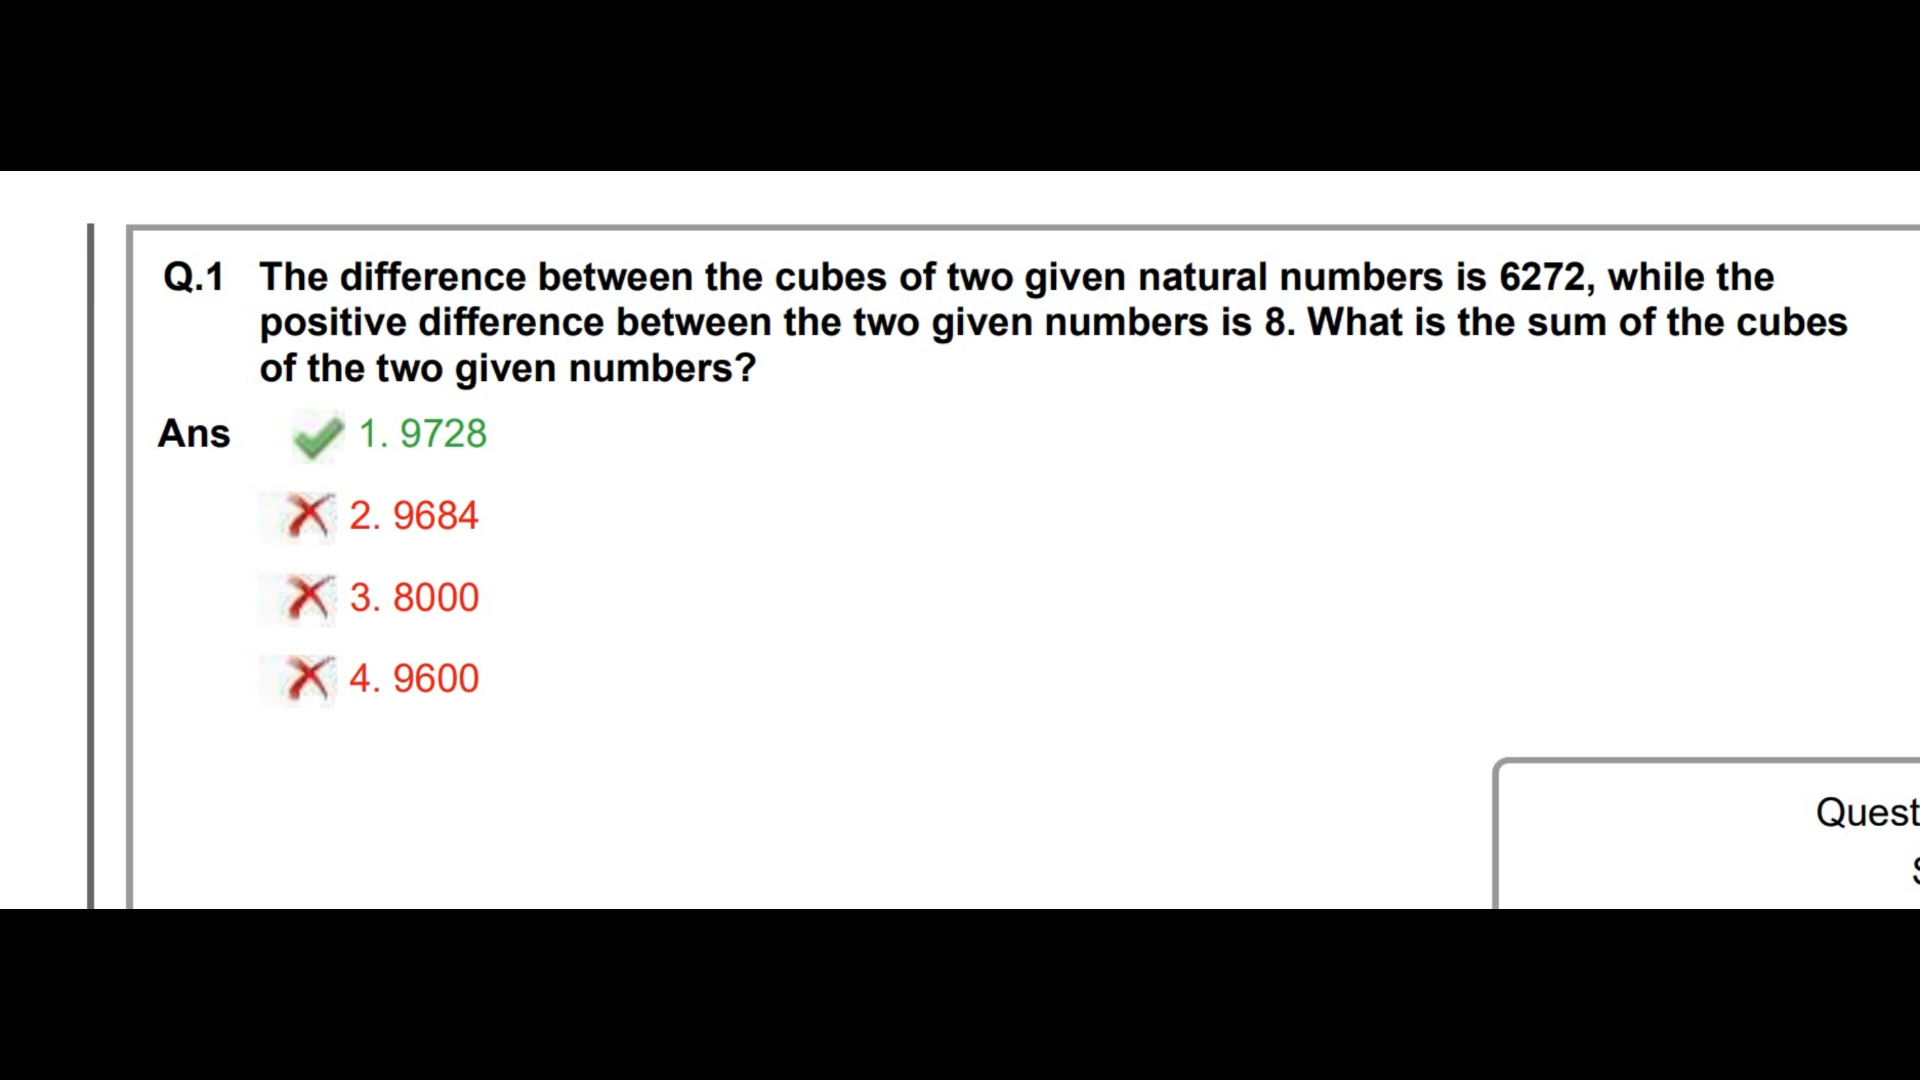 Q.1 The difference between the cubes of two given natural numbers is 6272, while the
positive difference between the two given numbers is 8. What is the sum of the cubes
of the two given numbers?
Ans 1. 9728
2. 9684
3. 8000
4. 9600
Quest